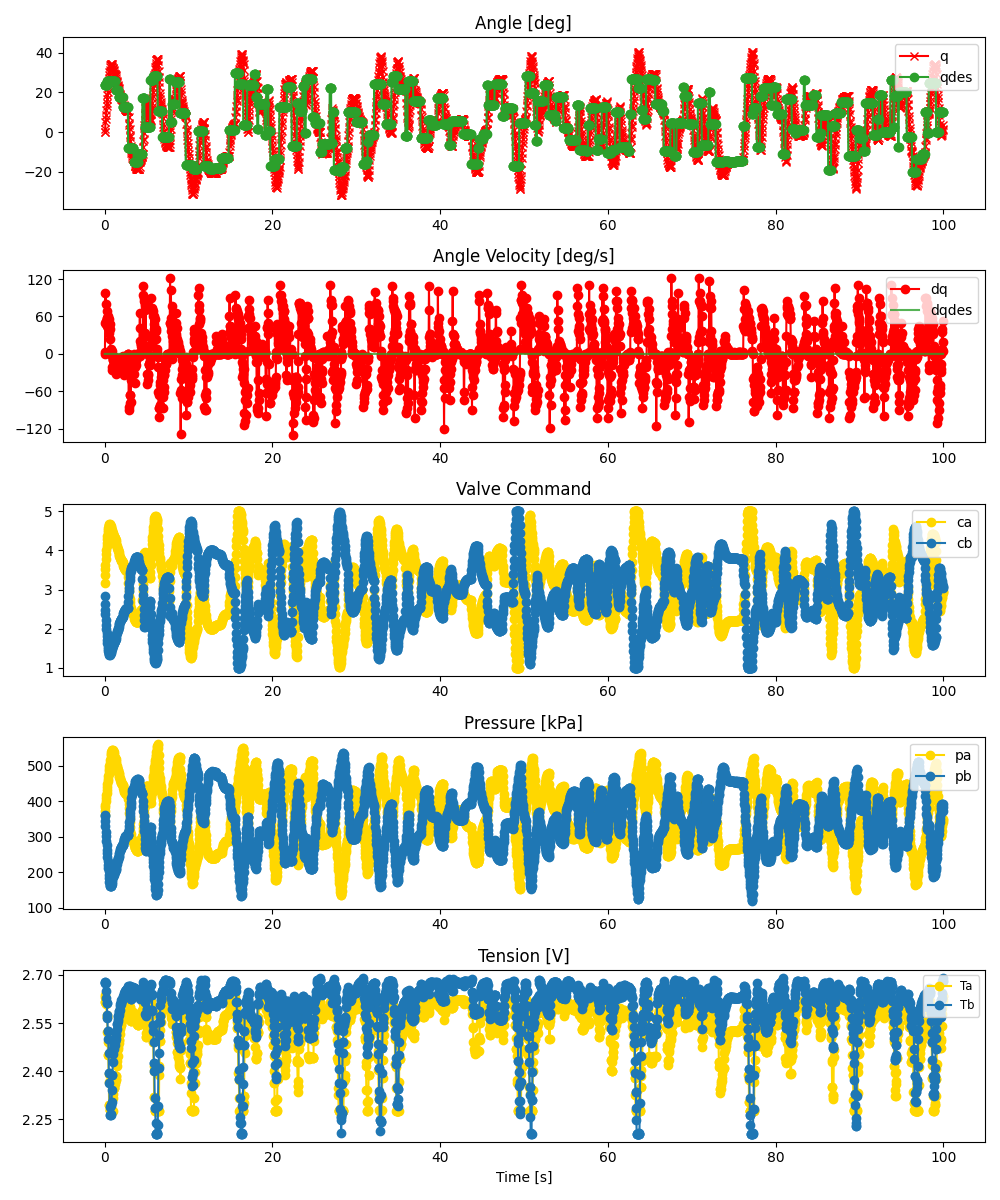 Angle [deg]
40
20
0
−20
q
qdes
0 20 40 60 80 100
Angle Velocity [deg/s]
120
60
0
−60
−120
dq
dqdes
0 20 40 60 80 100
Valve Command
5
4
3
2
1
ca
cb
0 20 40 60 80 100
Pressure [kPa]
500
400
300
200
100
pa
pb
0 20 40 60 80 100
Tension [V]
2.70
2.55
2.40
2.25
Ta
Tb
0 20 40 60 80 100
Time [s]